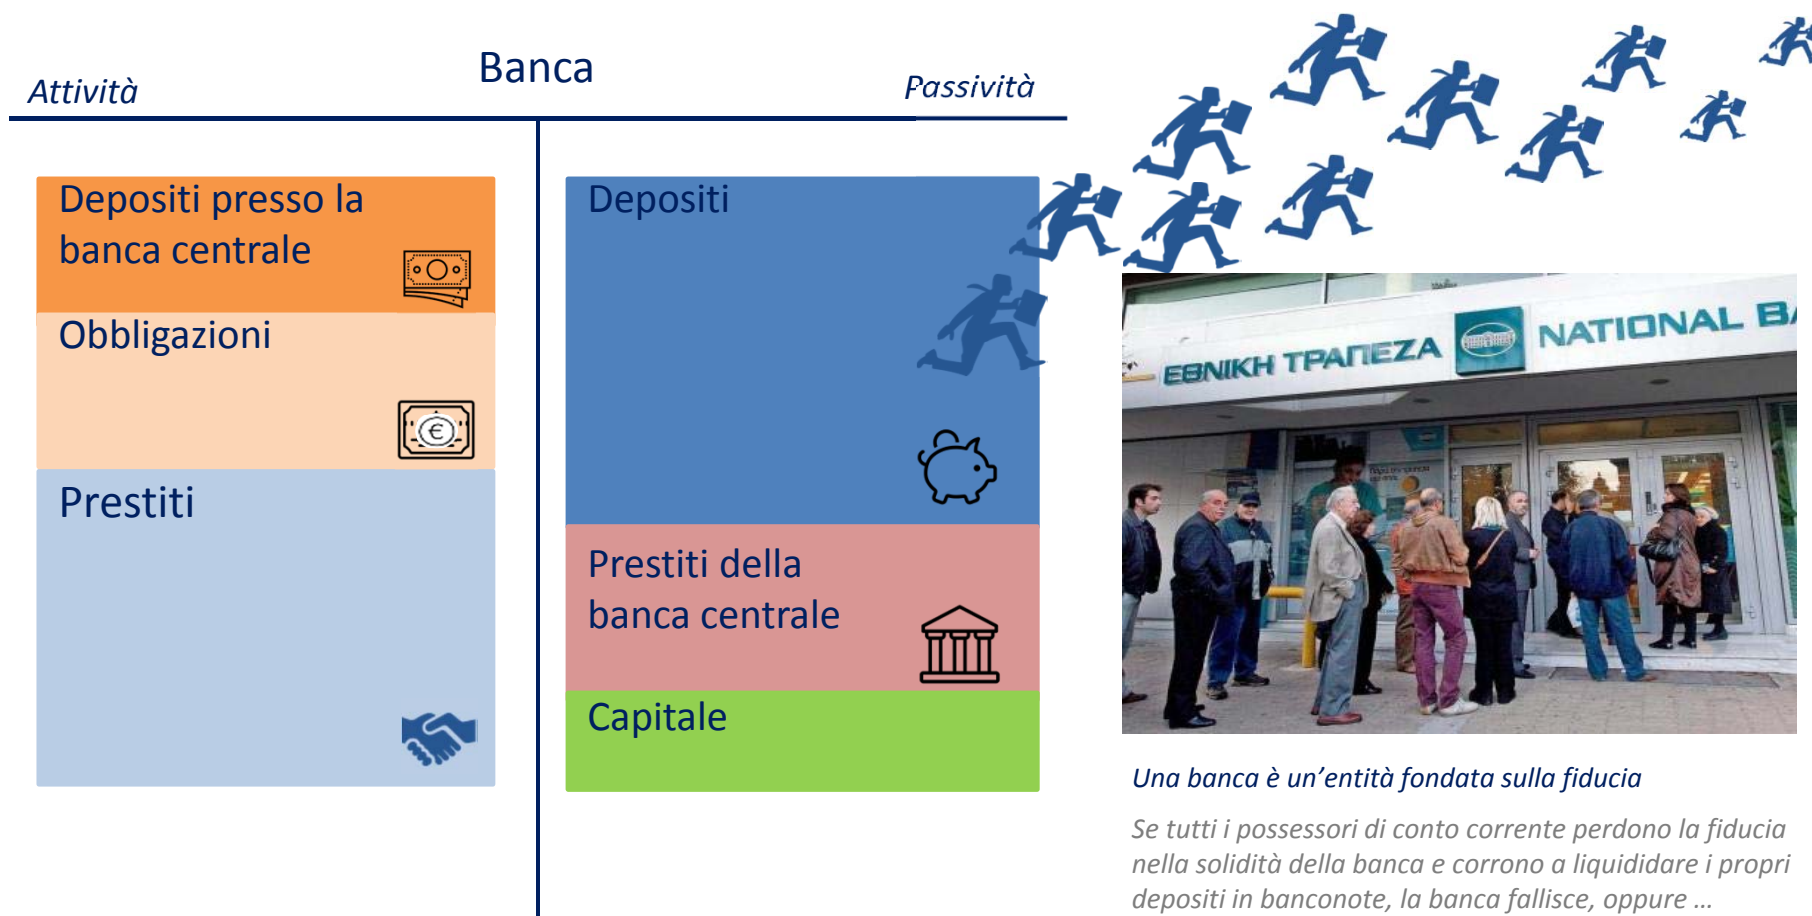 Banca
Attività
Passività
Depositi presso la
banca centrale
Obbligazioni
€
Prestiti
Depositi
Prestiti della
banca centrale
Capitale
ΕΘΝΙΚΗ ΤΡΑΠΕΖΑ
NATIONAL BA
Una banca è un’entità fondata sulla fiducia
Se tutti i possessori di conto corrente perdono la fiducia
nella solidità della banca e corrono a liquididare i propri
depositi in banconote, la banca fallisce, oppure …